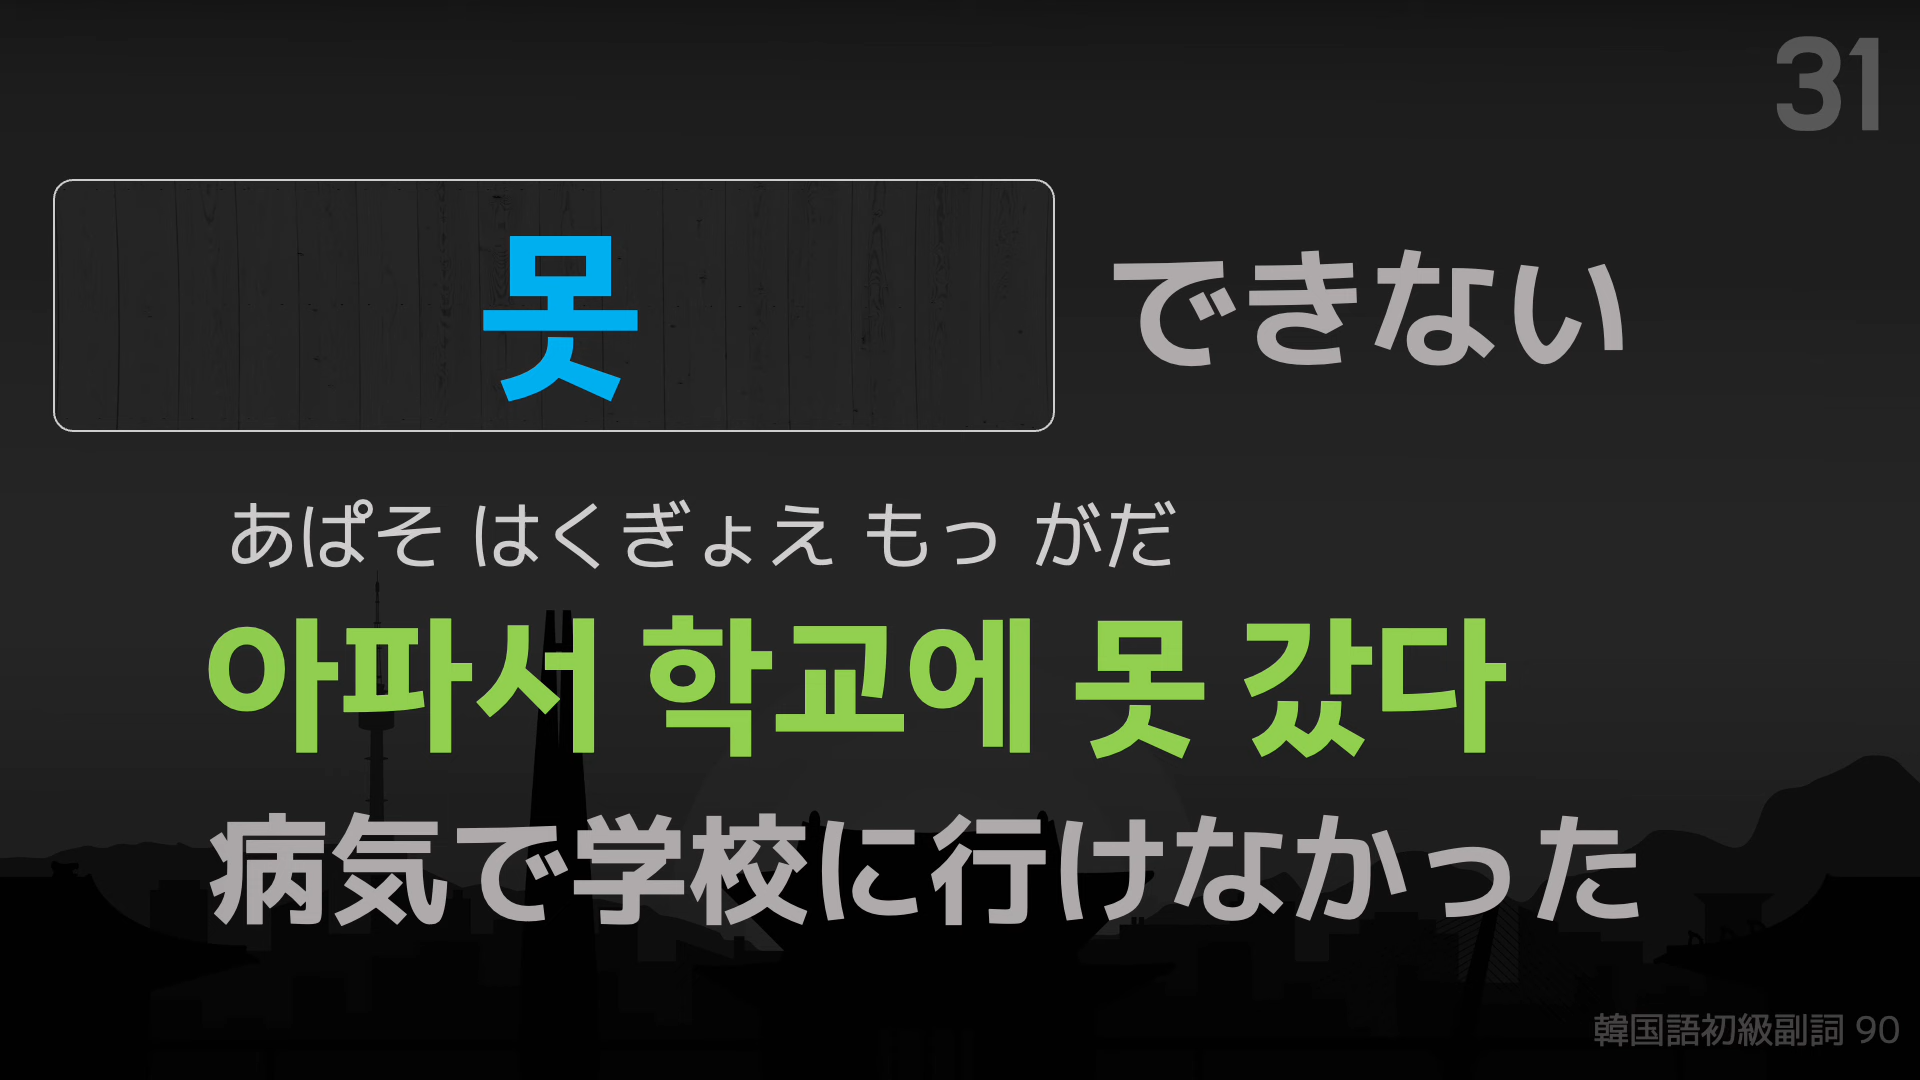 31
못
できない
あぱそ はくぎょえ もっ がだ
아파서 학교에 못 갔다
病気で学校に行けなかった
韓国語初級副詞 90